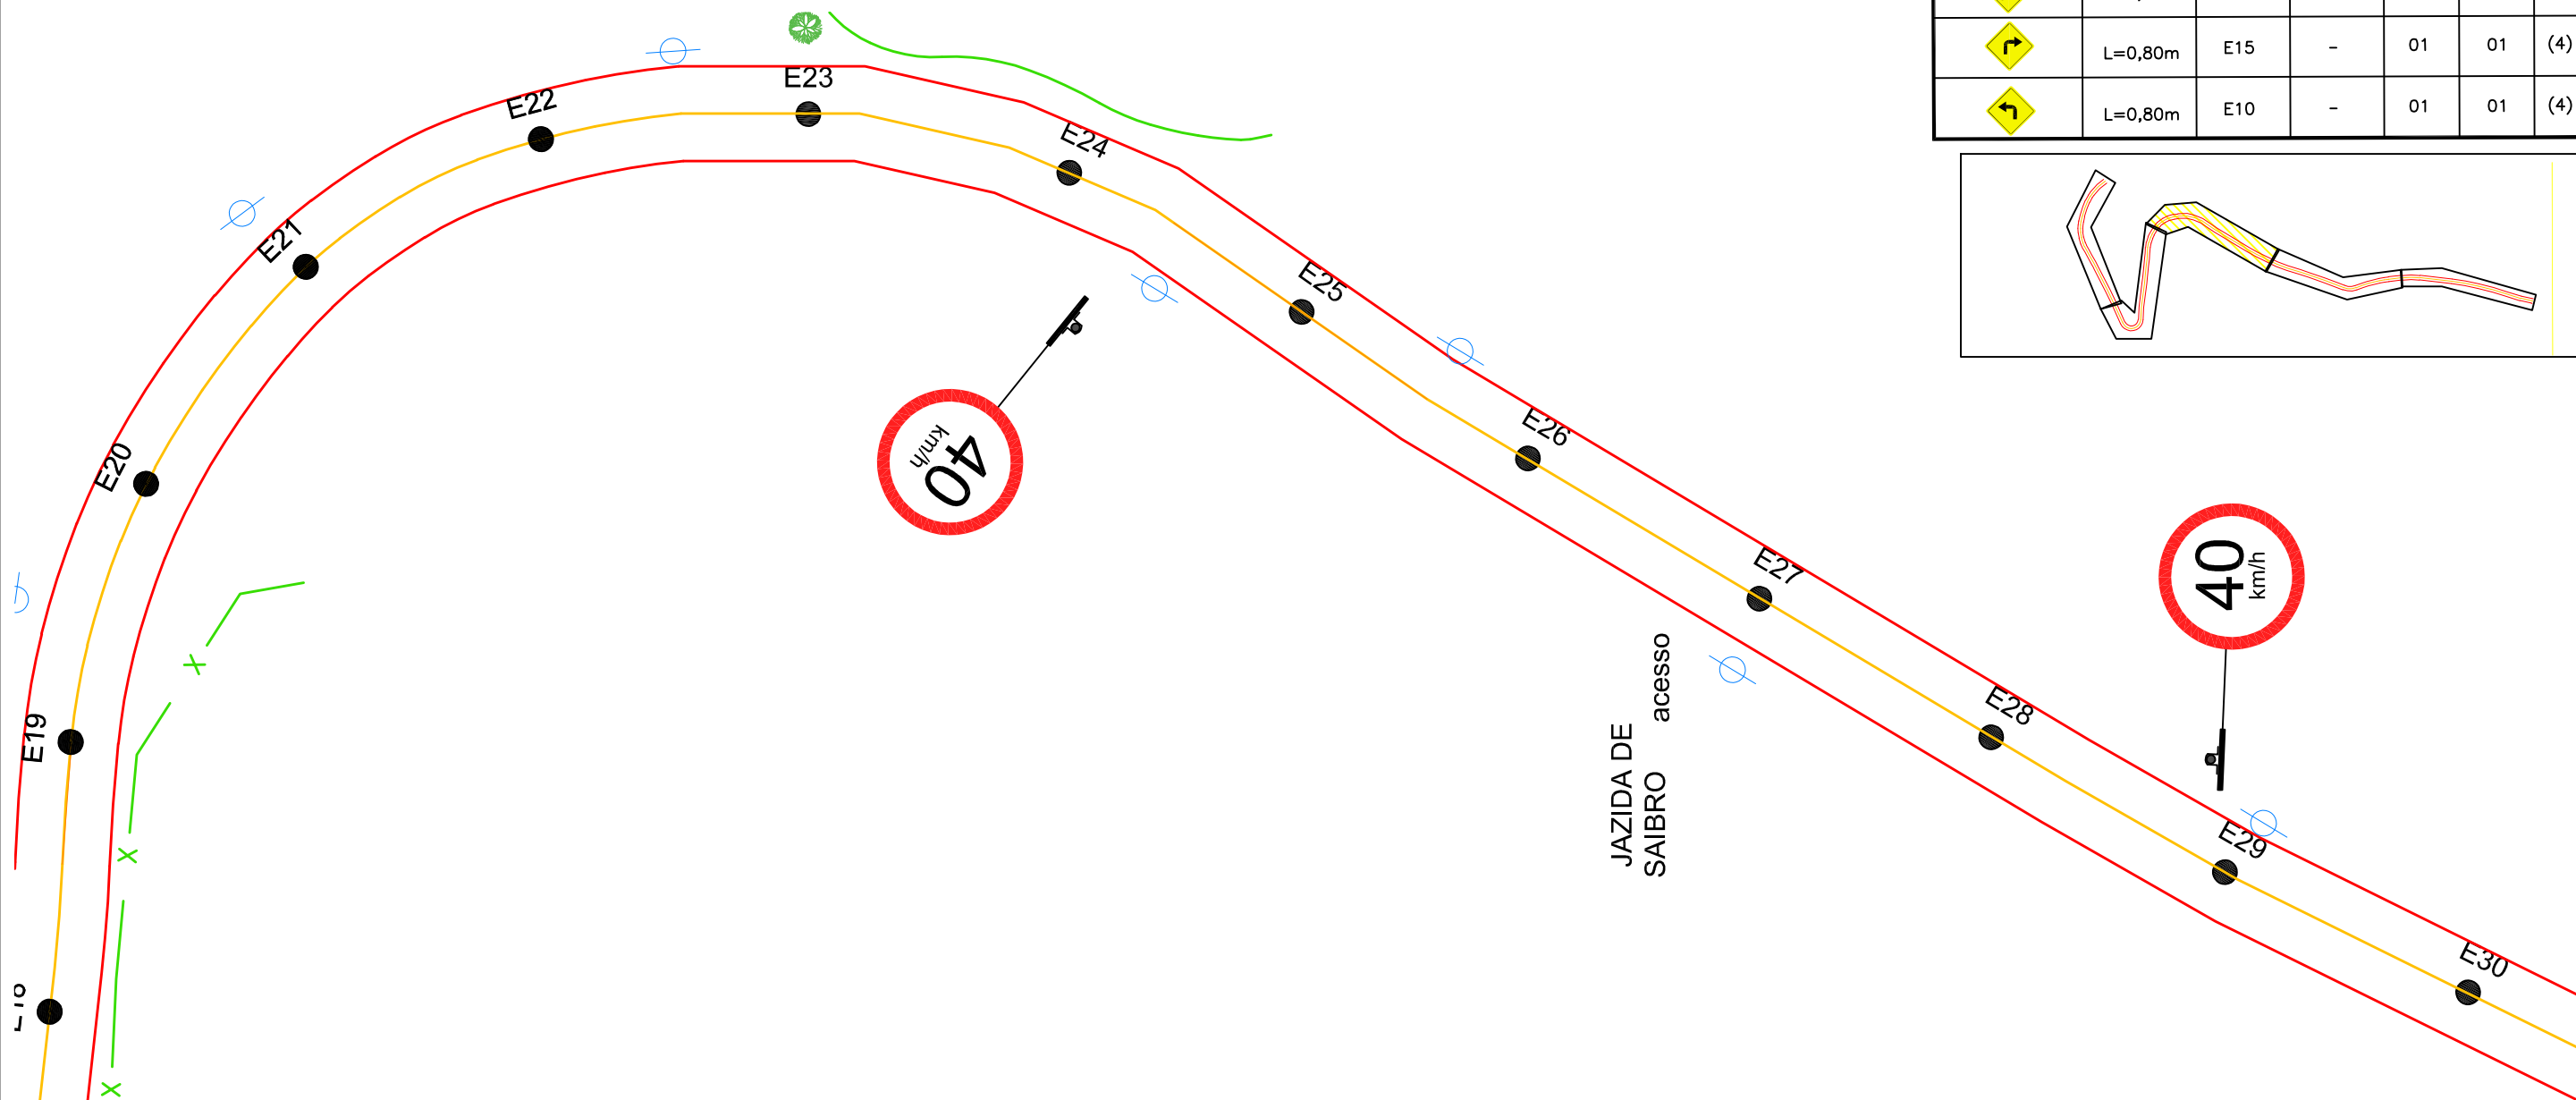 L=0,80m E15 - 01 01 (4)
L=0,80m E10 - 01 01 (4)
E23
E22
E24
E21
E25
E20
E26
40
km/h
E27
40
km/h
E28
E19
acesso
JAZIDA DE
SAIBRO
E29
E30